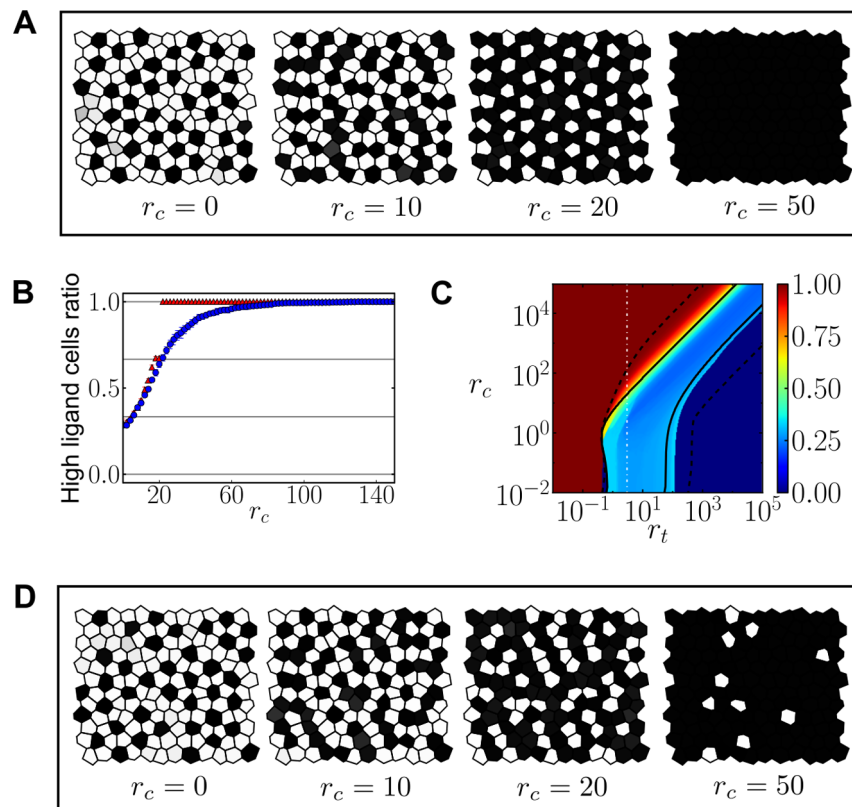 A
r_c = 0 r_c = 10 r_c = 20 r_c = 50
B
High ligand cells ratio
1.0
0.5
0.0
20 60 100 140
r_c
C
r_c
10^4
10^2
10^0
10^-2
10^-1 10^1 10^3 10^5
r_t
1.00
0.75
0.50
0.25
0.00
D
r_c = 0 r_c = 10 r_c = 20 r_c = 50